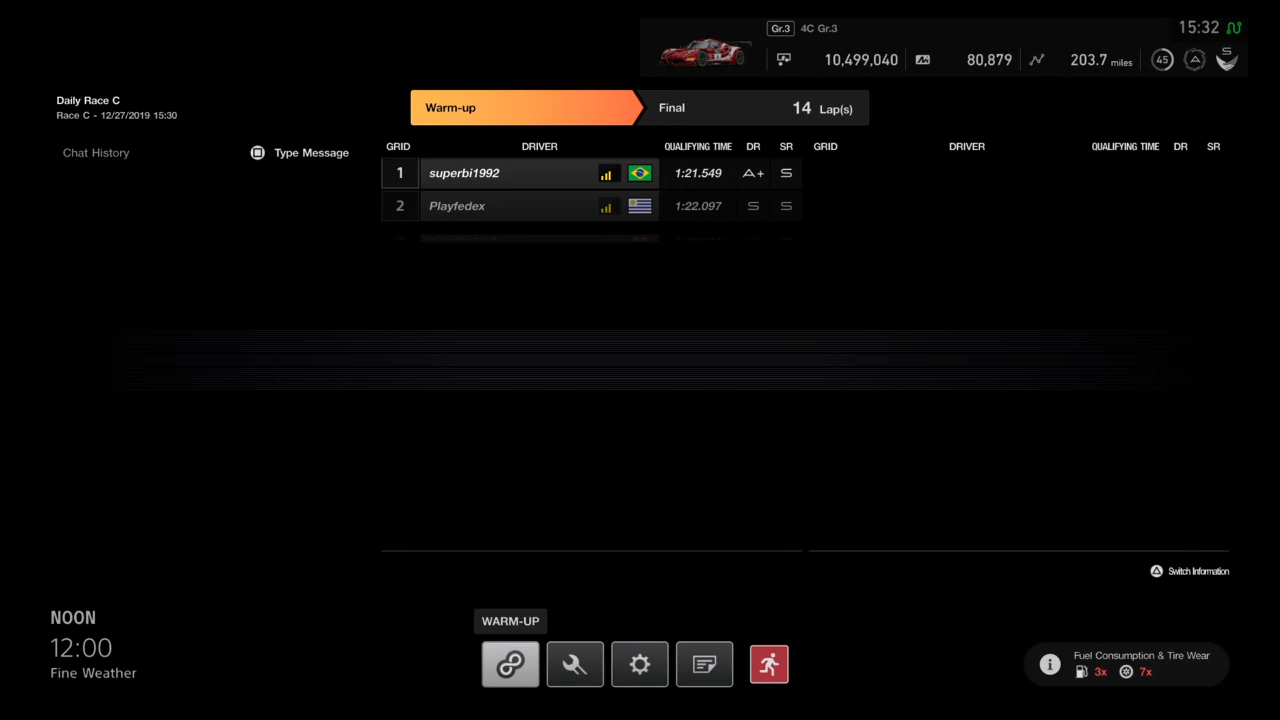 Gr.3 4C Gr.3
15:32
10,499,040 80,879 203.7 miles 45 A S
Daily Race C
Race C - 12/27/2019 15:30
Warm-up Final 14 Lap(s)
Chat History Type Message
GRID DRIVER QUALIFYING TIME DR SR GRID DRIVER QUALIFYING TIME DR SR
1 superbi1992 1:21.549 A+ S
2 Playfedex 1:22.097 S S
Switch Information
NOON
12:00
Fine Weather
WARM-UP
Fuel Consumption & Tire Wear
3x 7x